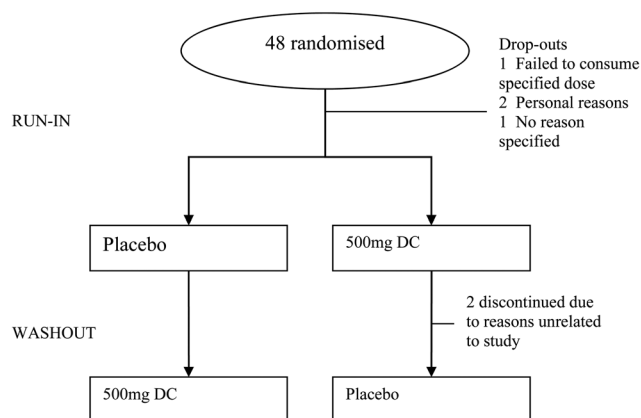 48 randomised
Drop-outs
1 Failed to consume
specified dose
2 Personal reasons
1 No reason
specified
RUN-IN
Placebo
500mg DC
2 discontinued due
to reasons unrelated
to study
WASHOUT
500mg DC
Placebo